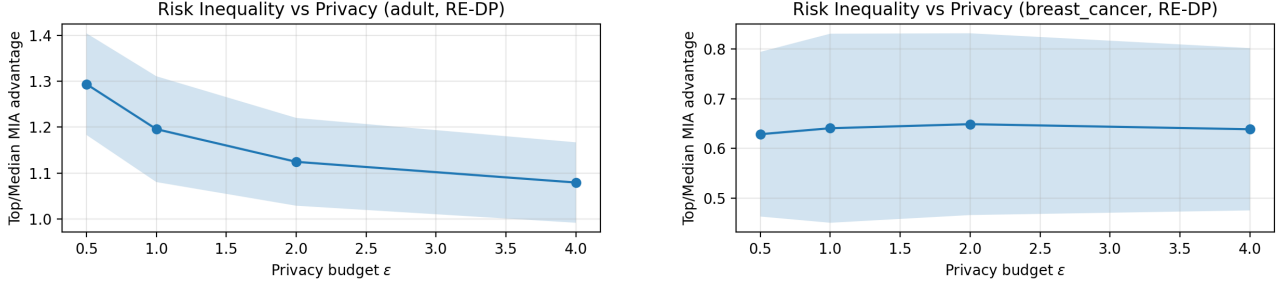 Risk Inequality vs Privacy (adult, RE-DP)
Top/Median MIA advantage
1.4
1.3
1.2
1.1
1.0
0.5 1.0 1.5 2.0 2.5 3.0 3.5 4.0
Privacy budget ε
Risk Inequality vs Privacy (breast_cancer, RE-DP)
Top/Median MIA advantage
0.8
0.7
0.6
0.5
0.5 1.0 1.5 2.0 2.5 3.0 3.5 4.0
Privacy budget ε